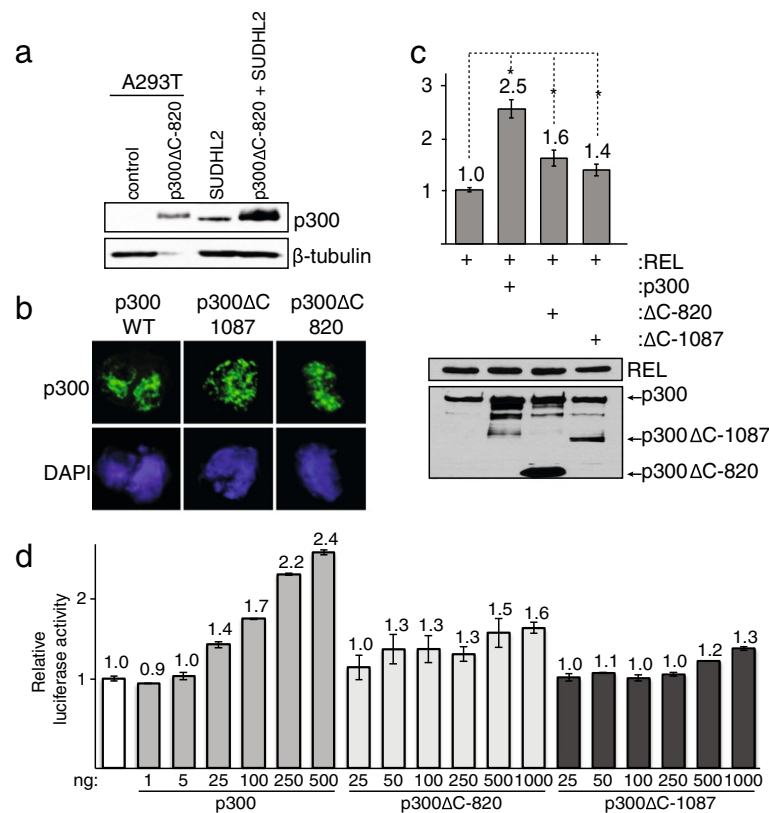 a
A293T
control
p300ΔC-820
SUDHL2
p300ΔC-820 + SUDHL2
p300
β-tubulin
b
p300 WT
p300ΔC 1087
p300ΔC 820
p300
DAPI
c
3
2
1
1.0
*
2.5
*
1.6
*
1.4
+ + + + :REL
+ :p300
+ :ΔC-820
+ :ΔC-1087
REL
←p300
←p300ΔC-1087
←p300ΔC-820
d
Relative
luciferase activity
2
1
1.0 0.9 1.0 1.4 1.7 2.2 2.4 1.0 1.3 1.3 1.3 1.5 1.6 1.0 1.1 1.0 1.0 1.2 1.3
ng: 1 5 25 100 250 500 25 50 100 250 500 1000 25 50 100 250 500 1000
p300 p300ΔC-820 p300ΔC-1087